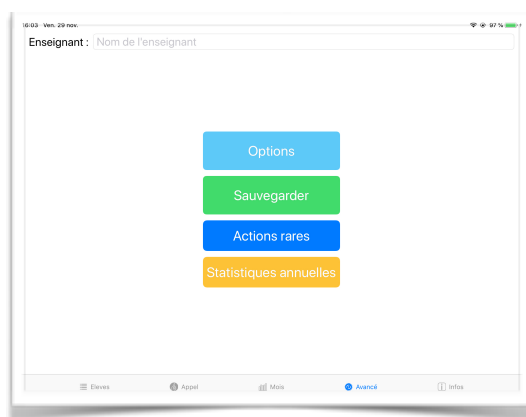 16:03 Ven. 29 nov. 97 %
Enseignant : Nom de l'enseignant
Options
Sauvegarder
Actions rares
Statistiques annuelles
Eleves Appel Mois Avancé Infos